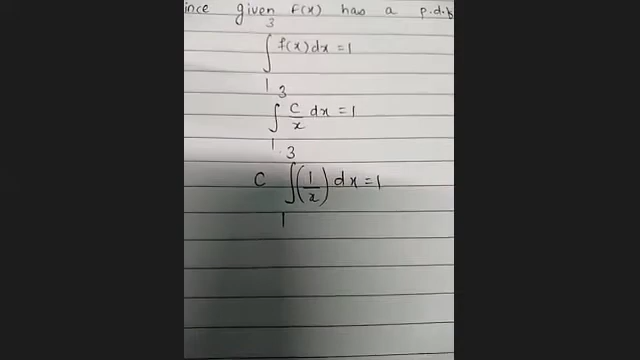 ince given F(x) has a p.d.f
3
∫ f(x) dx = 1
1
3
∫ c/x dx = 1
1
3
C ∫ (1/x) dx = 1
1